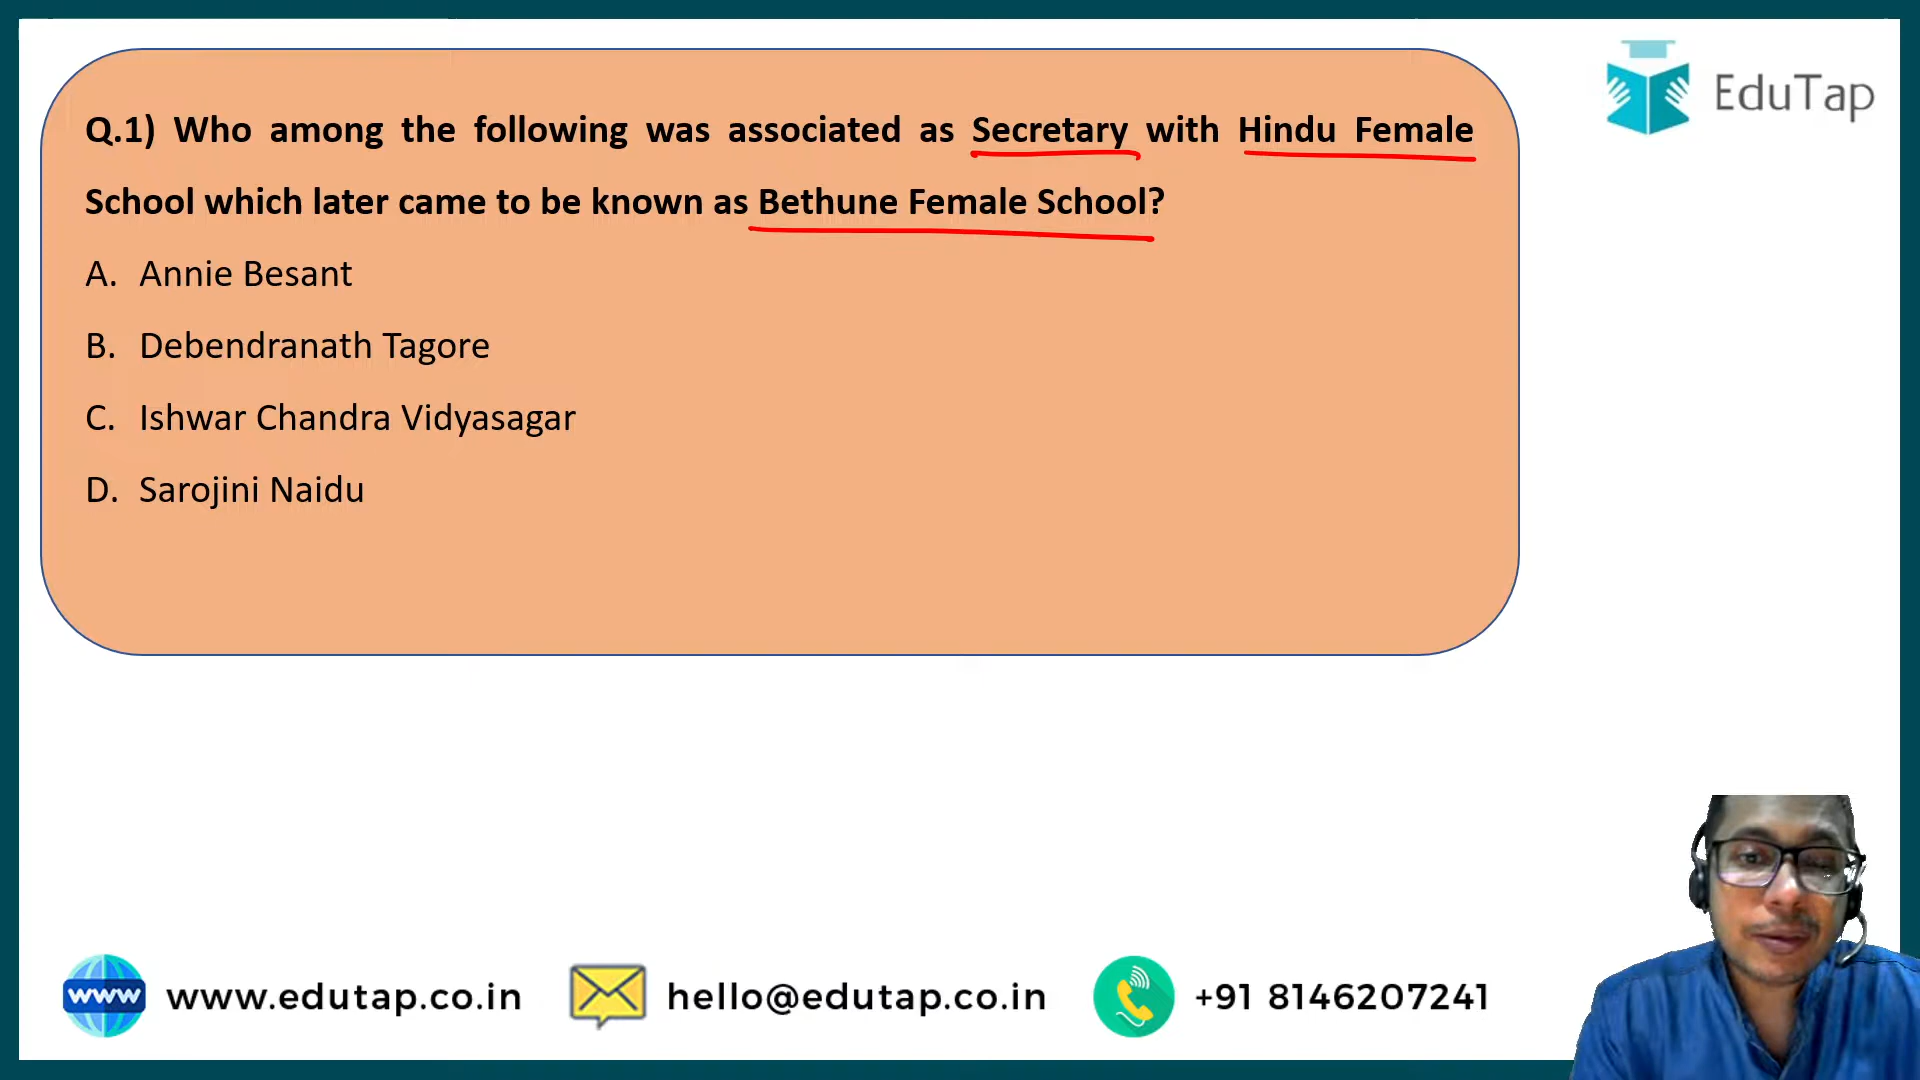 EduTap
Q.1) Who among the following was associated as Secretary with Hindu Female
School which later came to be known as Bethune Female School?
A. Annie Besant
B. Debendranath Tagore
C. Ishwar Chandra Vidyasagar
D. Sarojini Naidu
www www.edutap.co.in hello@edutap.co.in +91 8146207241